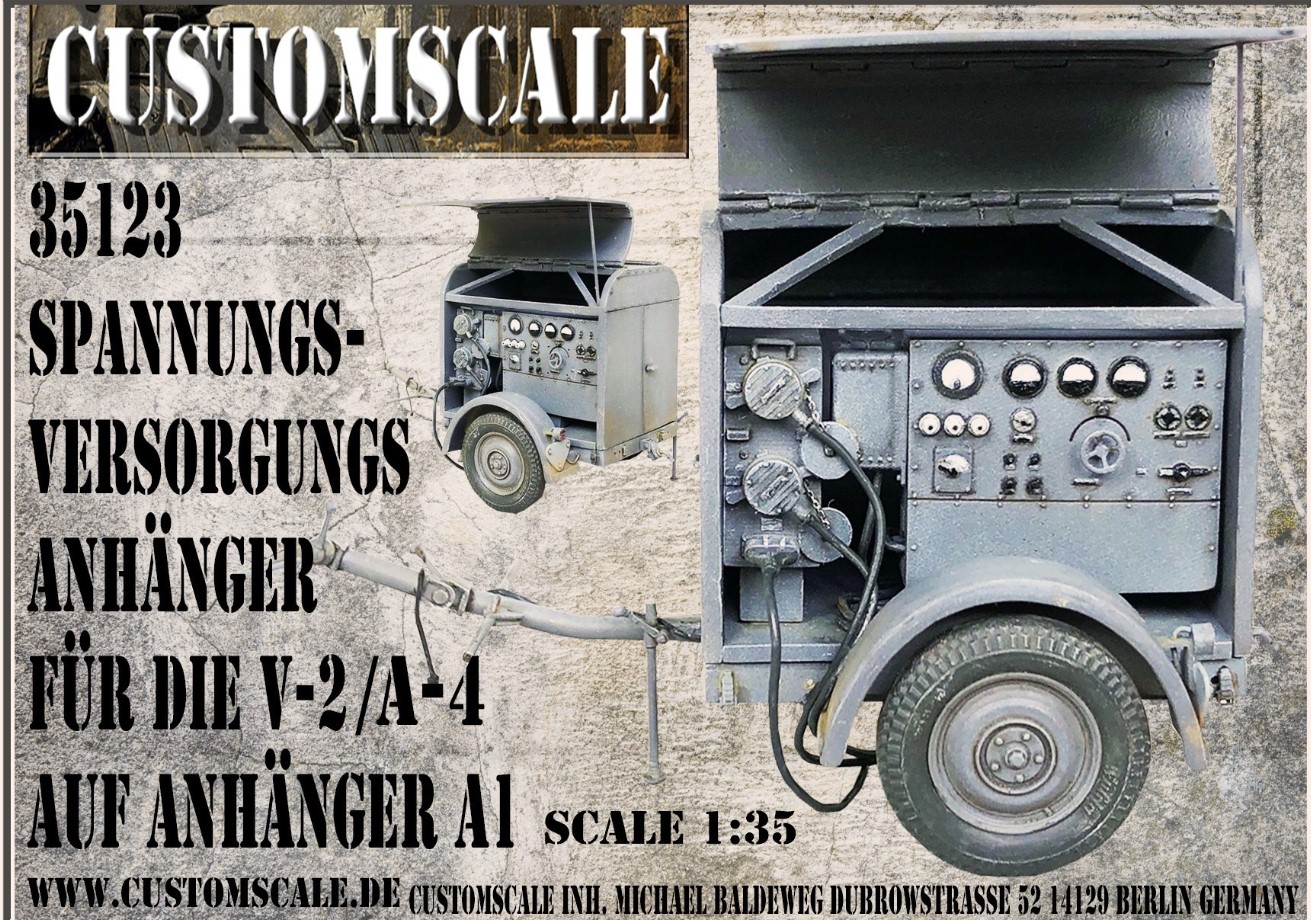 CUSTOMSCALE
35123
SPANNUNGS-
VERSORGUNGS
ANHÄNGER
FÜR DIE V-2/A-4
AUF ANHÄNGER A1
SCALE 1:35
WWW.CUSTOMSCALE.DE CUSTOMSCALE INH. MICHAEL BALDEWEG DUBROWSTRASSE 52 14129 BERLIN GERMANY